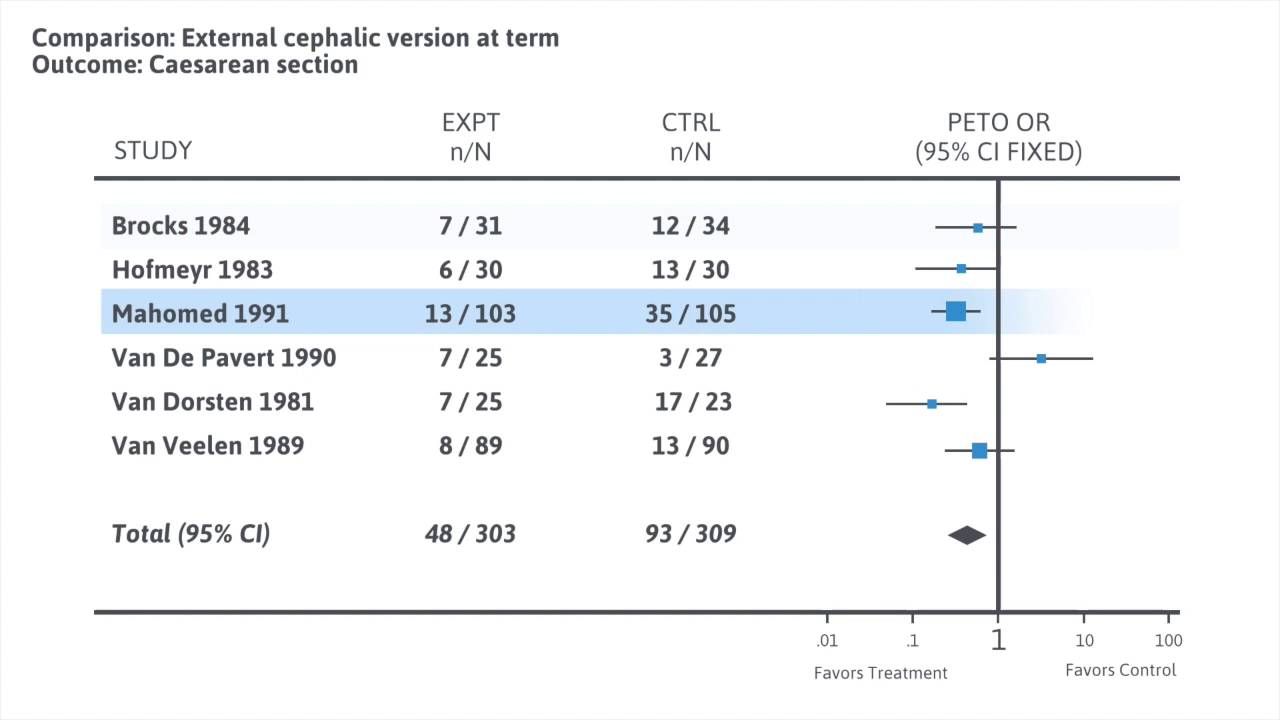 Comparison: External cephalic version at term
Outcome: Caesarean section
EXPT CTRL PETO OR
STUDY n/N n/N (95% CI FIXED)
Brocks 1984 7 / 31 12 / 34
Hofmeyr 1983 6 / 30 13 / 30
Mahomed 1991 13 / 103 35 / 105
Van De Pavert 1990 7 / 25 3 / 27
Van Dorsten 1981 7 / 25 17 / 23
Van Veelen 1989 8 / 89 13 / 90
Total (95% CI) 48 / 303 93 / 309
.01 .1 1 10 100
Favors Treatment Favors Control